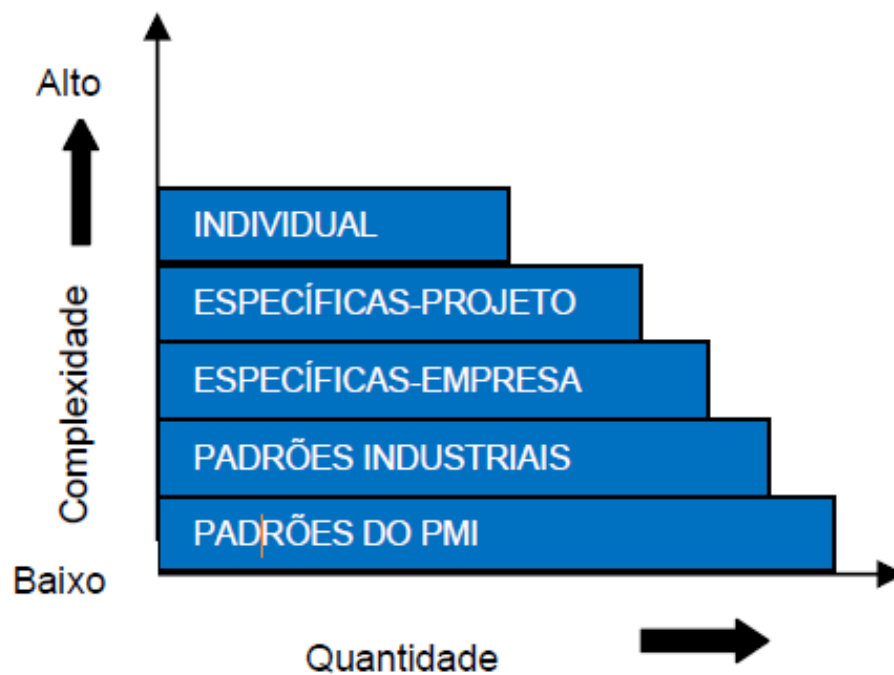 Alto
INDIVIDUAL
ESPECÍFICAS-PROJETO
ESPECÍFICAS-EMPRESA
PADRÕES INDUSTRIAIS
PADRÕES DO PMI
Complexidade
Baixo
Quantidade